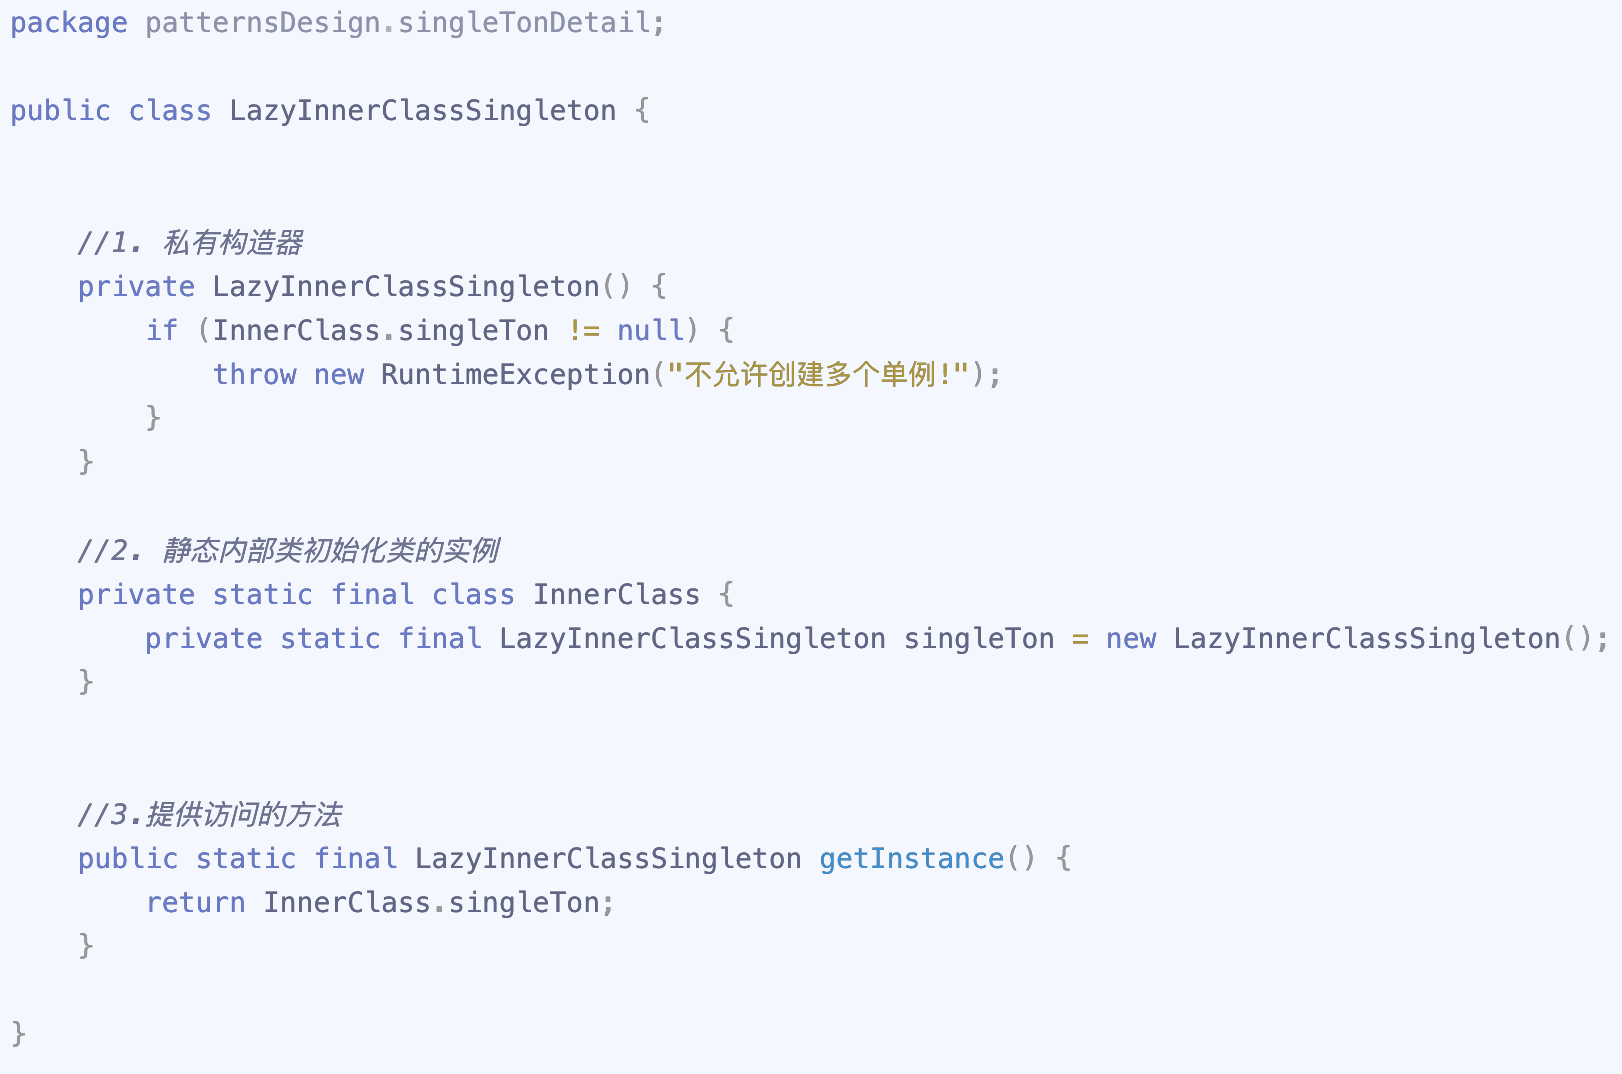 package patternsDesign.singleTonDetail;
public class LazyInnerClassSingleton {
//1. 私有构造器
private LazyInnerClassSingleton() {
if (InnerClass.singleTon != null) {
throw new RuntimeException("不允许创建多个单例!");
}
}
//2. 静态内部类初始化类的实例
private static final class InnerClass {
private static final LazyInnerClassSingleton singleTon = new LazyInnerClassSingleton();
}
//3.提供访问的方法
public static final LazyInnerClassSingleton getInstance() {
return InnerClass.singleTon;
}
}